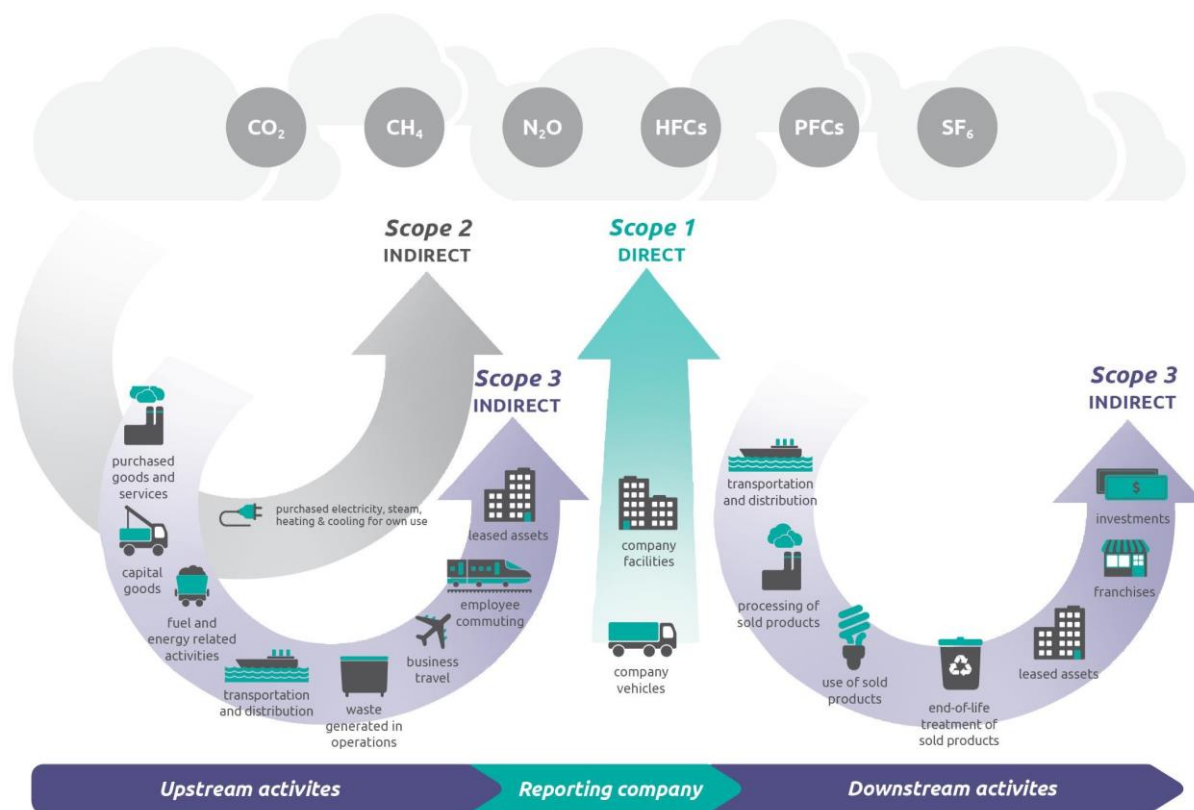 CO₂
CH₄
N₂O
HFCs
PFCs
SF₆
Scope 2
INDIRECT
Scope 1
DIRECT
Scope 3
INDIRECT
Scope 3
INDIRECT
purchased
goods and
services
capital
goods
fuel and
energy related
activities
transportation
and distribution
waste
generated in
operations
business
travel
employee
commuting
leased assets
purchased electricity, steam,
heating & cooling for own use
company
facilities
company
vehicles
transportation
and distribution
processing of
sold products
use of sold
products
end-of-life
treatment of
sold products
leased assets
franchises
investments
$
Upstream activites
Reporting company
Downstream activites